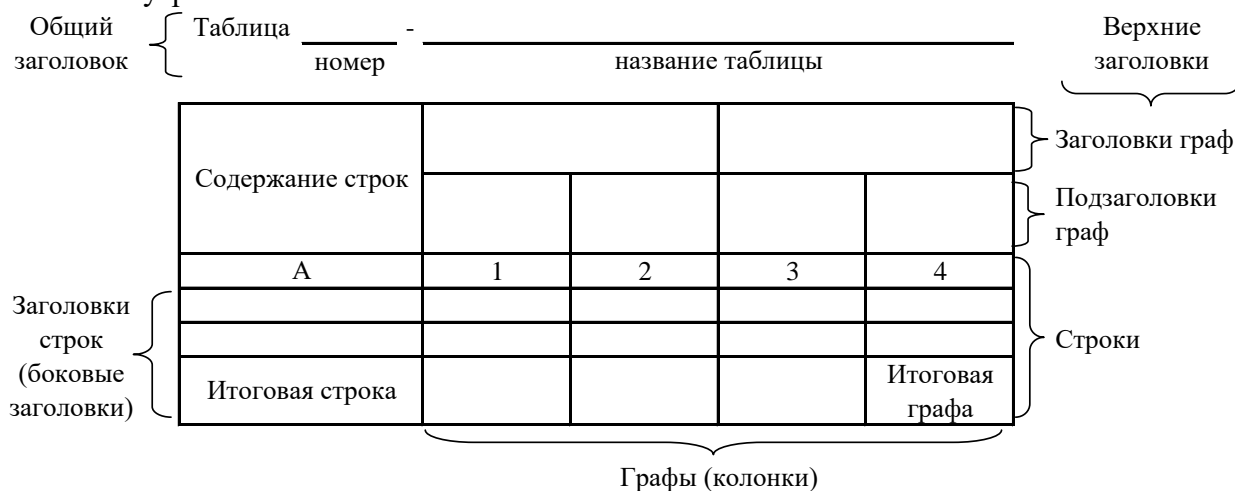 Общий
заголовок
Таблица -
номер
название таблицы
Верхние
заголовки
Содержание строк
Заголовки граф
Подзаголовки
граф
А 1 2 3 4
Заголовки
строк
(боковые
заголовки)
Строки
Итоговая строка
Итоговая
графа
Графы (колонки)